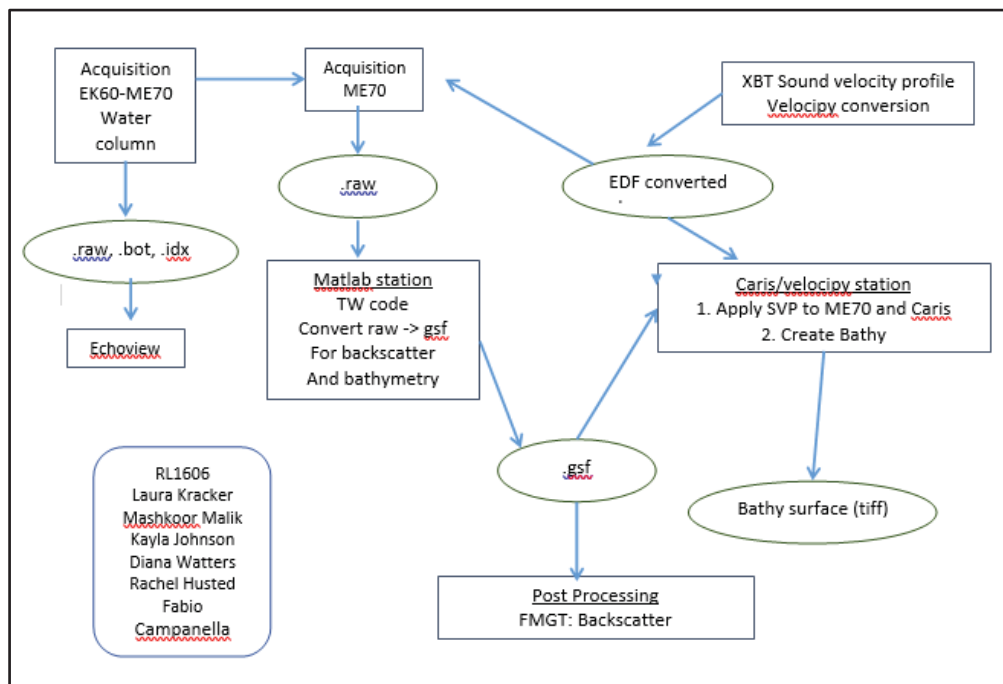 Acquisition
EK60-ME70
Water
column
Acquisition
ME70
XBT Sound velocity profile
Velocipy conversion
.raw
EDF converted
.raw, .bot, .idx
Echoview
Matlab station
TW code
Convert raw -> gsf
For backscatter
And bathymetry
Caris/velocipy station
1. Apply SVP to ME70 and Caris
2. Create Bathy
.gsf
Bathy surface (tiff)
RL1606
Laura Kracker
Mashkoor Malik
Kayla Johnson
Diana Watters
Rachel Husted
Fabio
Campanella
Post Processing
FMGT: Backscatter